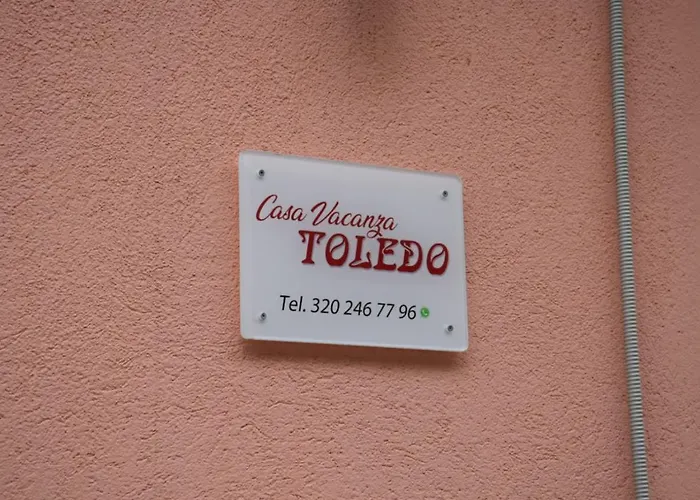 Casa Vacanza
TOLEDO
Tel. 320 246 77 96